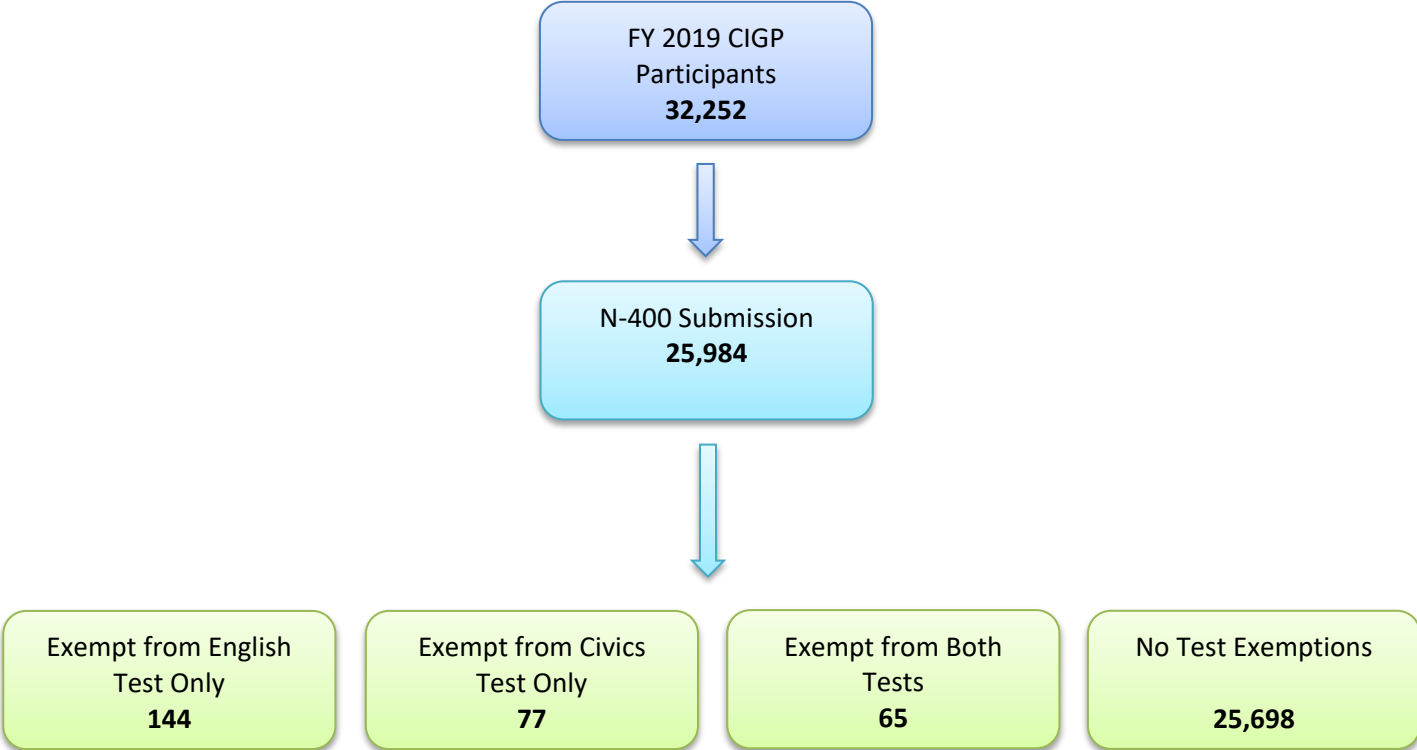 FY 2019 CIGP
Participants
32,252
N-400 Submission
25,984
Exempt from English
Test Only
144
Exempt from Civics
Test Only
77
Exempt from Both
Tests
65
No Test Exemptions
25,698